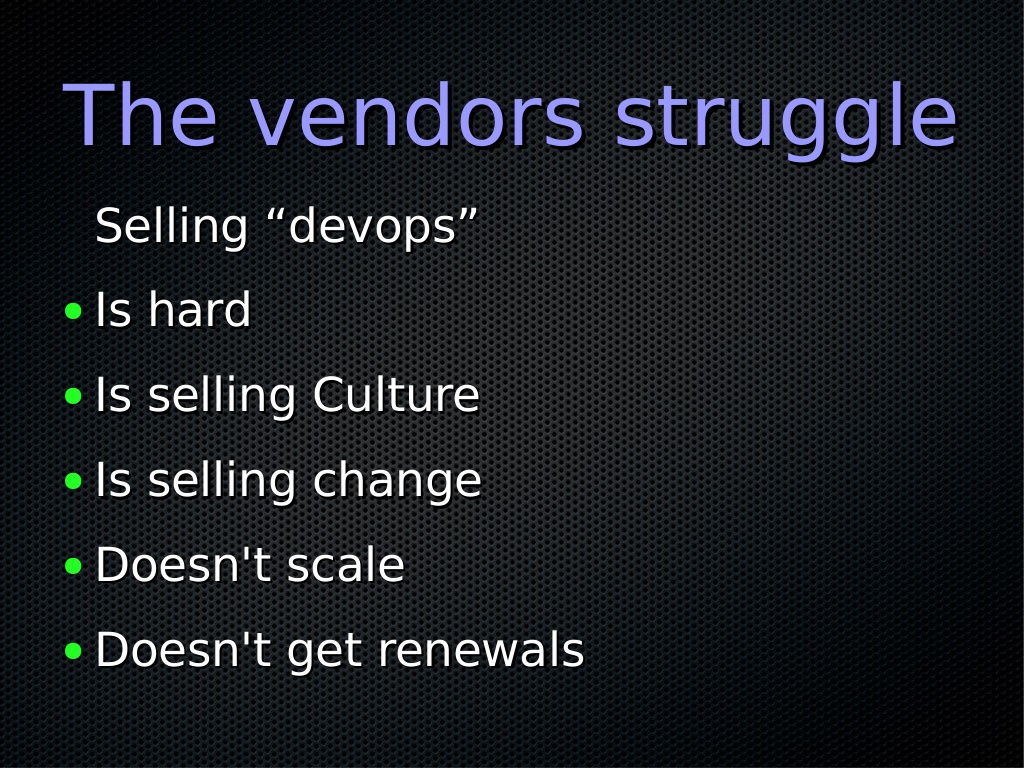 The vendors struggle
Selling “devops”
● Is hard
● Is selling Culture
● Is selling change
● Doesn't scale
● Doesn't get renewals